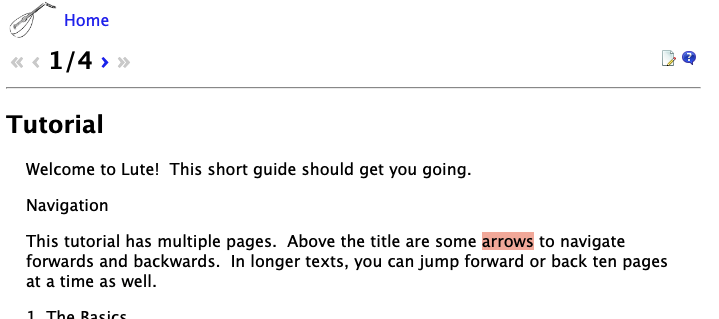 Home
« ‹ 1/4 › »
Tutorial
Welcome to Lute!  This short guide should get you going.
Navigation
This tutorial has multiple pages.  Above the title are some arrows to navigate
forwards and backwards.  In longer texts, you can jump forward or back ten pages
at a time as well.
1. The Basics